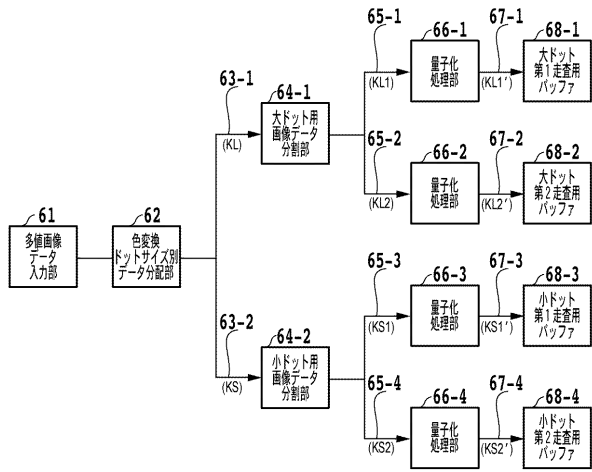 61
多値画像
データ
入力部
62
色変換
ドットサイズ別
データ分配部
63-1
(KL)
64-1
大ドット用
画像データ
分割部
65-1
(KL1)
66-1
量子化
処理部
67-1
(KL1′)
68-1
大ドット
第1走査用
バッファ
65-2
(KL2)
66-2
量子化
処理部
67-2
(KL2′)
68-2
大ドット
第2走査用
バッファ
63-2
(KS)
64-2
小ドット用
画像データ
分割部
65-3
(KS1)
66-3
量子化
処理部
67-3
(KS1′)
68-3
小ドット
第1走査用
バッファ
65-4
(KS2)
66-4
量子化
処理部
67-4
(KS2′)
68-4
小ドット
第2走査用
バッファ